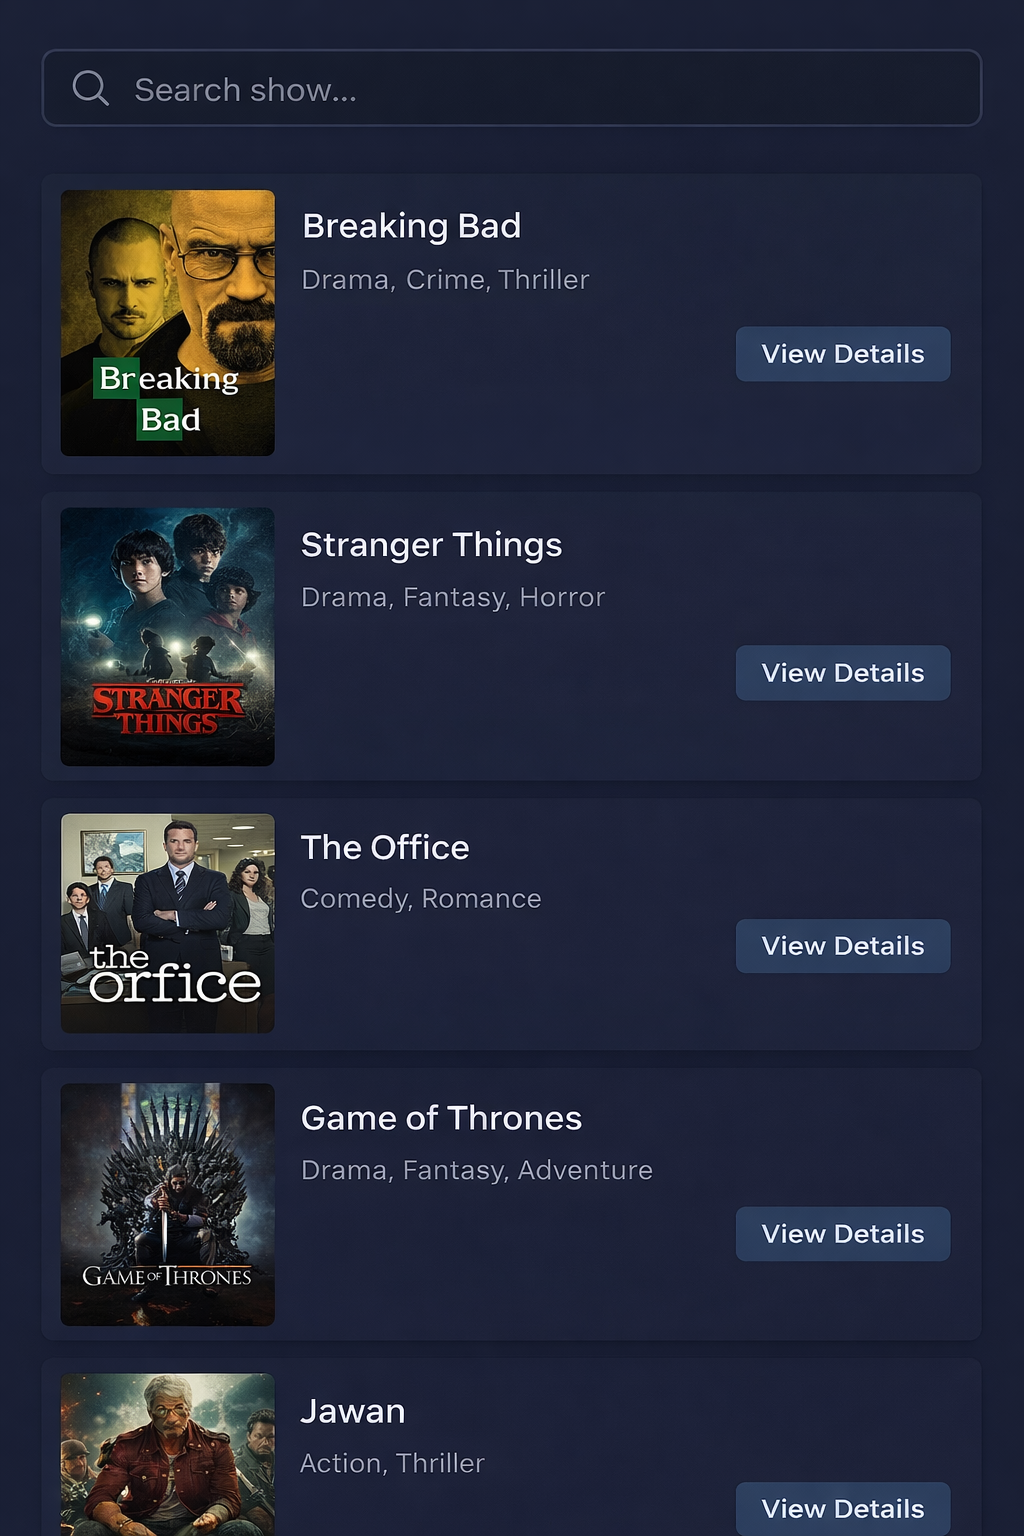 Search show...
Breaking Bad
Drama, Crime, Thriller
View Details
Breaking
Bad
Stranger Things
Drama, Fantasy, Horror
View Details
STRANGER
THINGS
The Office
Comedy, Romance
View Details
the
orfice
Game of Thrones
Drama, Fantasy, Adventure
View Details
GAME OF THRONES
Jawan
Action, Thriller
View Details